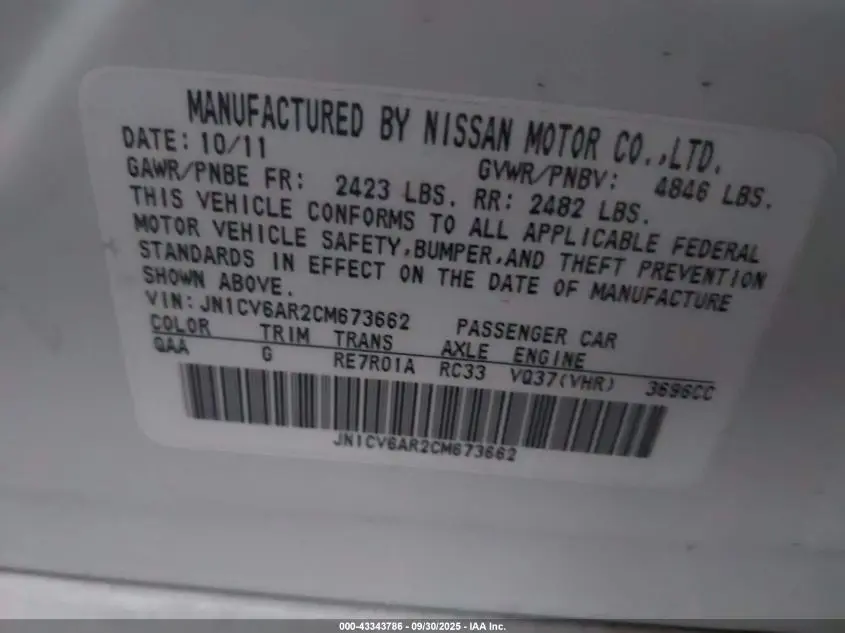 MANUFACTURED BY NISSAN MOTOR CO.,LTD.
DATE: 10/11 GVWR/PNBV: 4846 LBS.
GAWR/PNBE FR: 2423 LBS. RR: 2482 LBS.
THIS VEHICLE CONFORMS TO ALL APPLICABLE FEDERAL
MOTOR VEHICLE SAFETY,BUMPER,AND THEFT PREVENTION
STANDARDS IN EFFECT ON THE DATE OF MANUFACTURE
SHOWN ABOVE.
VIN: JN1CV6AR2CM673662 PASSENGER CAR
COLOR TRIM TRANS AXLE ENGINE
QAA G RE7R01A RC33 VQ37(VHR) 3696CC
JN1CV6AR2CM673662
000-43343786 - 09/30/2025 - IAA Inc.